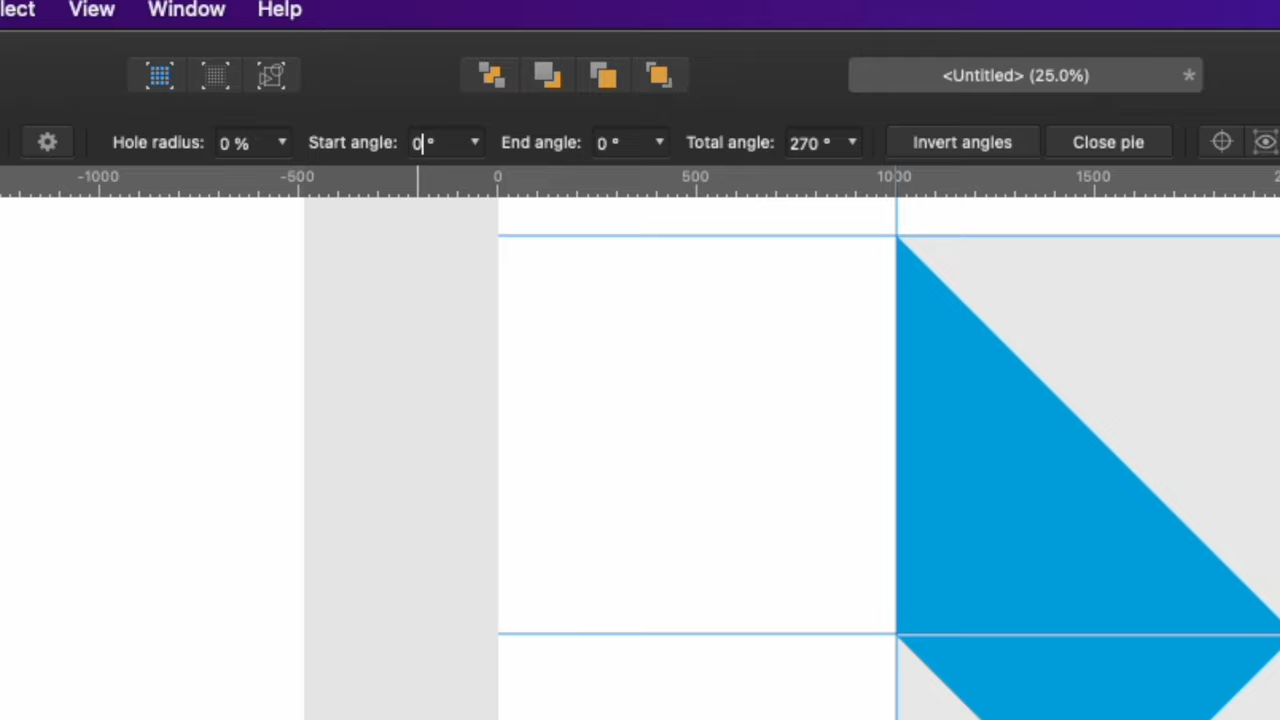 lect View Window Help
<Untitled> (25.0%) *
Hole radius: 0 % Start angle: 0 ° End angle: 0 ° Total angle: 270 ° Invert angles Close pie
-1000 -500 0 500 1000 1500 2